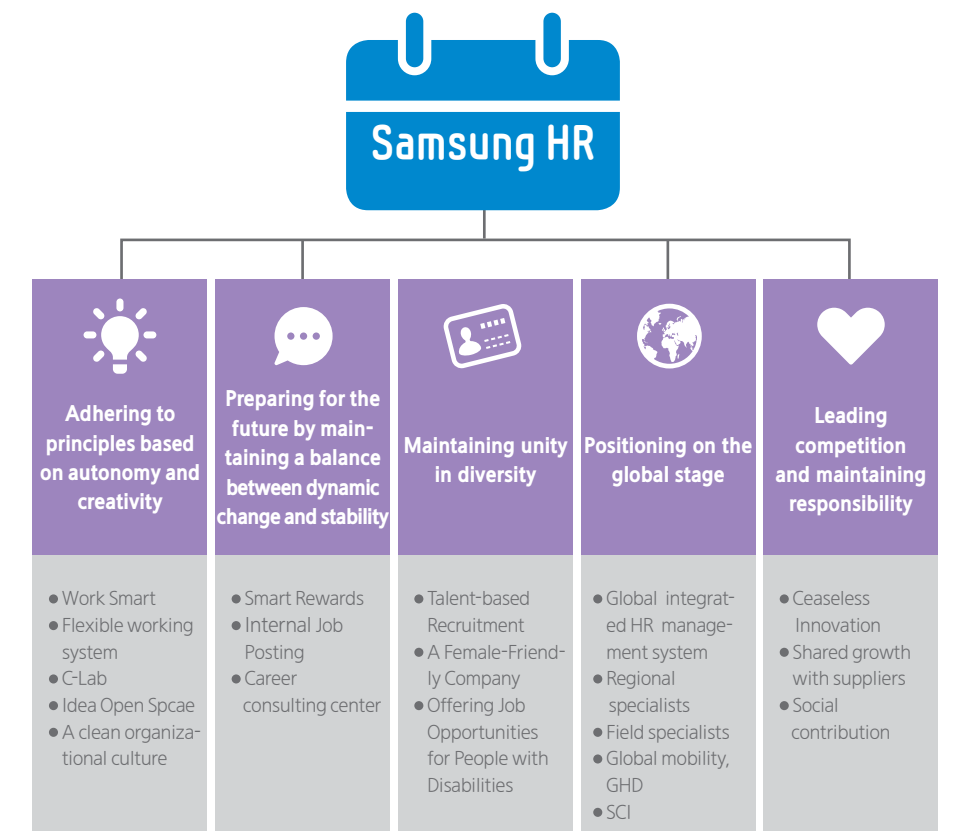 Samsung HR
Adhering to
principles based
on autonomy and
creativity
Preparing for the
future by main-
taining a balance
between dynamic
change and stability
Maintaining unity
in diversity
Positioning on the
global stage
Leading
competition
and maintaining
responsibility
● Work Smart
● Flexible working
system
● C-Lab
● Idea Open Spcae
● A clean organiza-
tional culture
● Smart Rewards
● Internal Job
Posting
● Career
consulting center
● Talent-based
Recruitment
● A Female-Friend-
ly Company
● Offering Job
Opportunities
for People with
Disabilities
● Global integrat-
ed HR manage-
ment system
● Regional
specialists
● Field specialists
● Global mobility,
GHD
● SCI
● Ceaseless
Innovation
● Shared growth
with suppliers
● Social
contribution